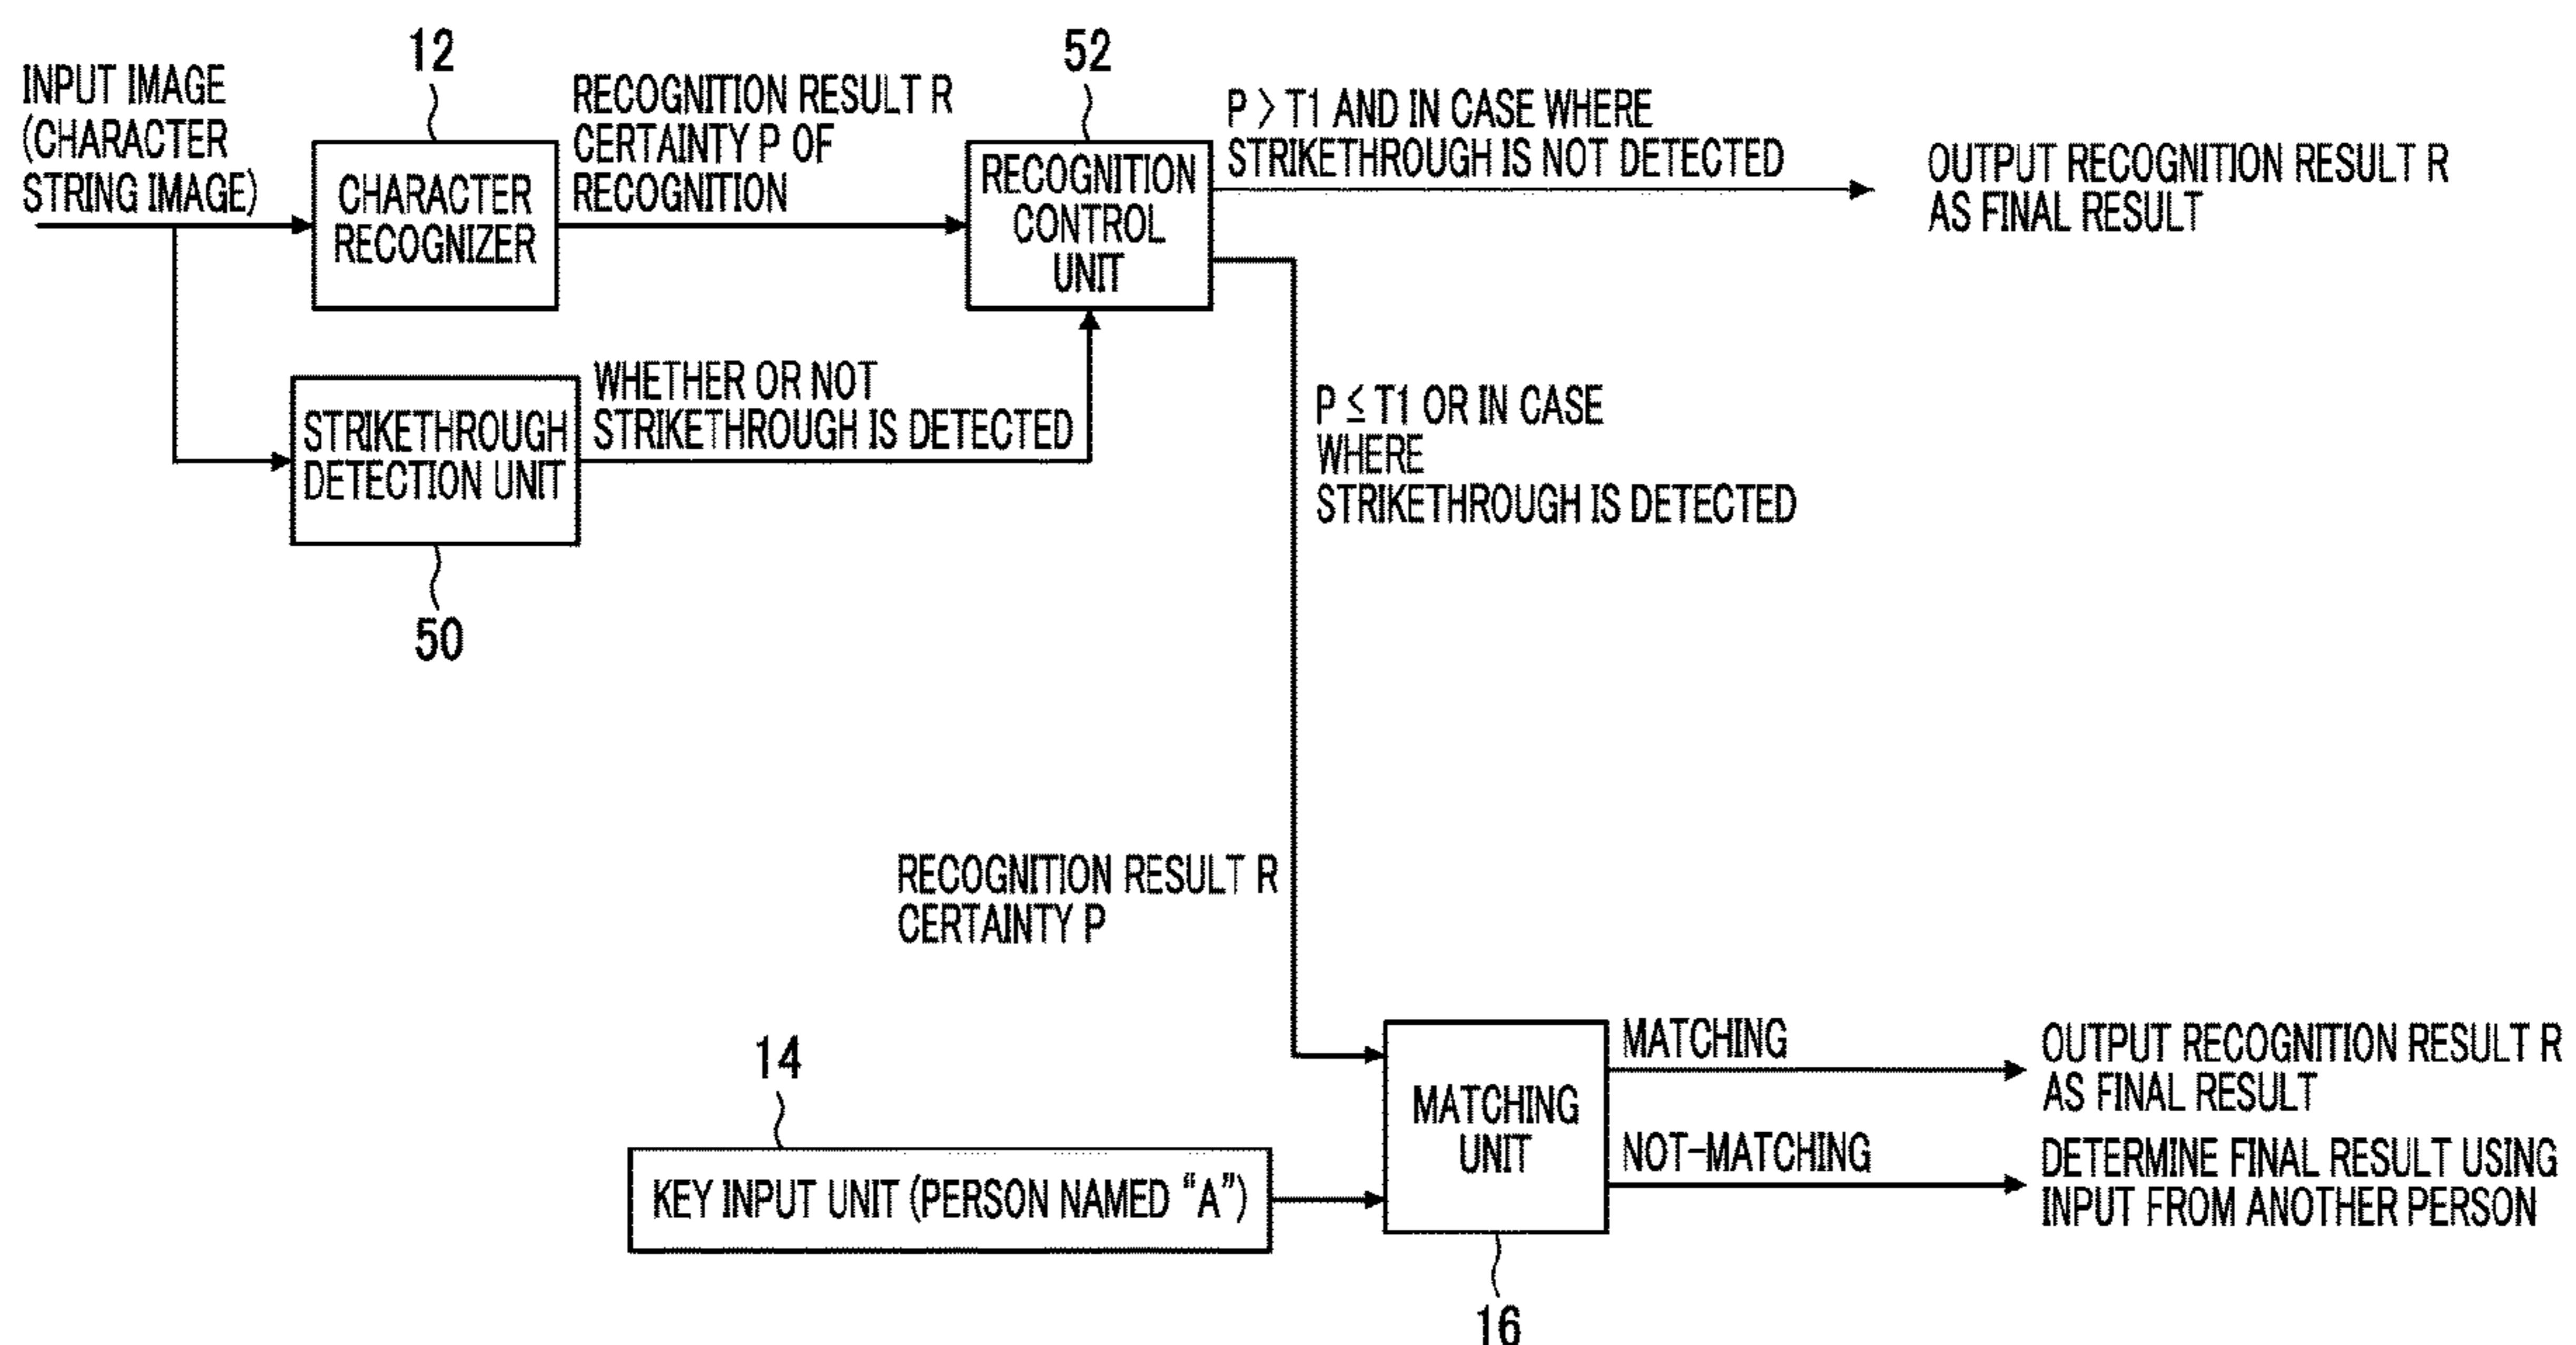 12
52
INPUT IMAGE
(CHARACTER
STRING IMAGE)
CHARACTER
RECOGNIZER
RECOGNITION RESULT R
CERTAINTY P OF
RECOGNITION
RECOGNITION
CONTROL
UNIT
P > T1 AND IN CASE WHERE
STRIKETHROUGH IS NOT DETECTED
OUTPUT RECOGNITION RESULT R
AS FINAL RESULT
STRIKETHROUGH
DETECTION UNIT
50
WHETHER OR NOT
STRIKETHROUGH IS DETECTED
P ≦ T1 OR IN CASE
WHERE
STRIKETHROUGH IS DETECTED
RECOGNITION RESULT R
CERTAINTY P
14
KEY INPUT UNIT (PERSON NAMED “A”)
MATCHING
UNIT
16
MATCHING
OUTPUT RECOGNITION RESULT R
AS FINAL RESULT
NOT-MATCHING
DETERMINE FINAL RESULT USING
INPUT FROM ANOTHER PERSON